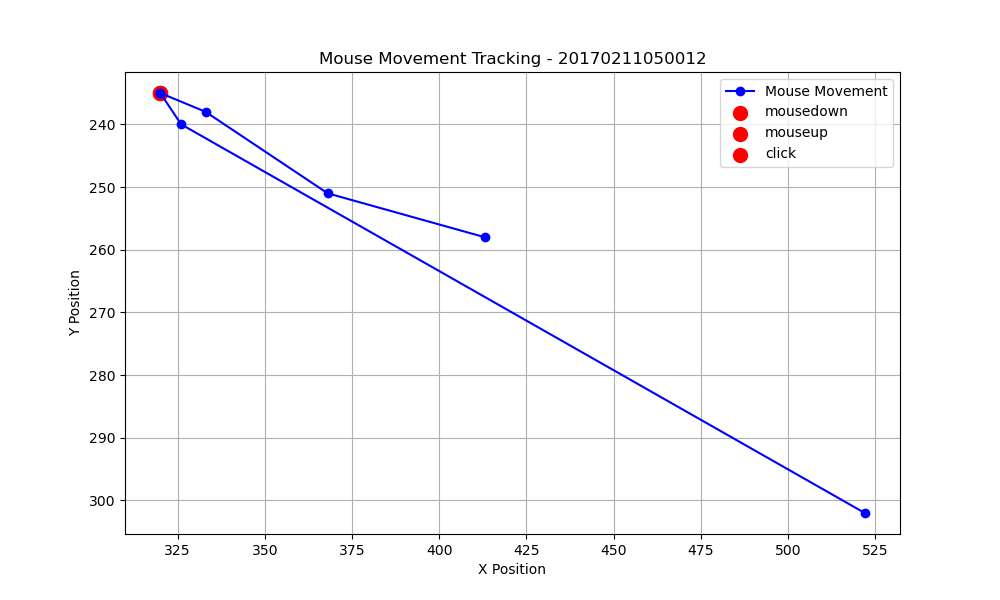 Mouse Movement Tracking - 20170211050012
Mouse Movement
mousedown
mouseup
click
Y Position
240
250
260
270
280
290
300
325
350
375
400
425
450
475
500
525
X Position